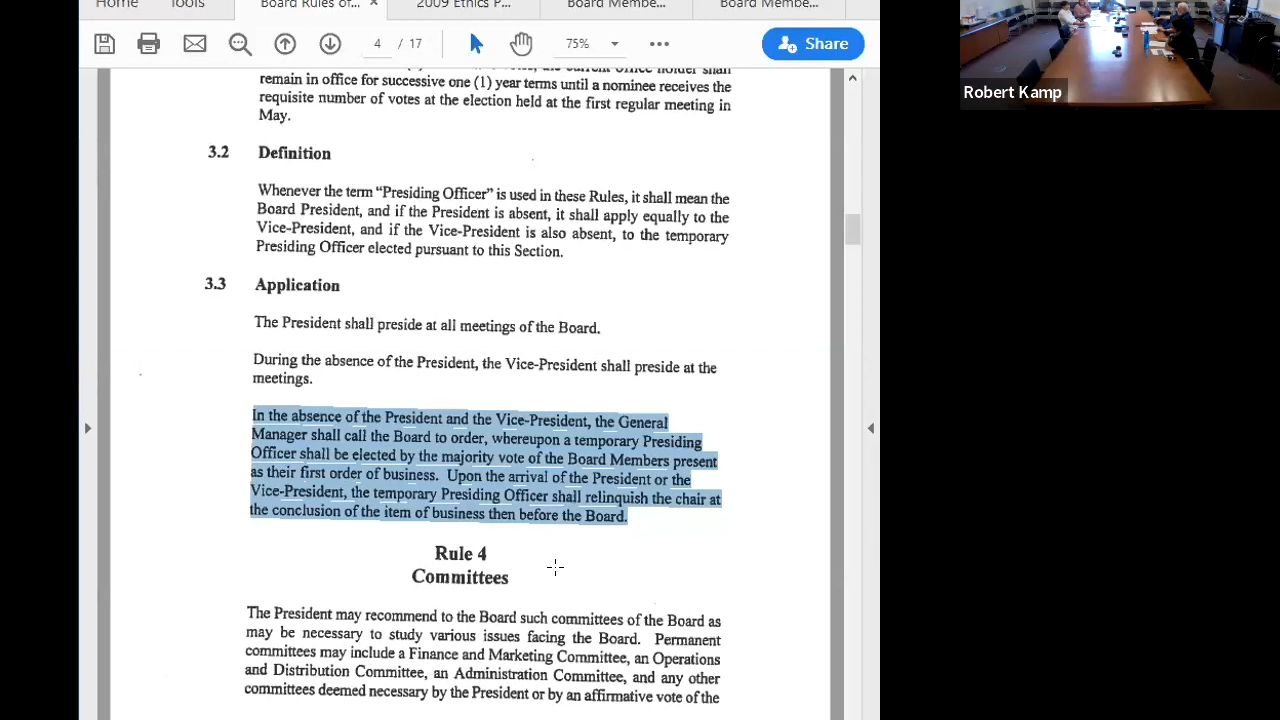 Home
Tools
Board Rules of...
×
2009 Ethics P...
Board Membe...
Board Membe...
4 / 17
75%
Share
remain in office for successive one (1) year terms until a nominee receives the
requisite number of votes at the election held at the first regular meeting in
May.
3.2 Definition
Whenever the term “Presiding Officer” is used in these Rules, it shall mean the
Board President, and if the President is absent, it shall apply equally to the
Vice-President, and if the Vice-President is also absent, to the temporary
Presiding Officer elected pursuant to this Section.
3.3 Application
The President shall preside at all meetings of the Board.
During the absence of the President, the Vice-President shall preside at the
meetings.
In the absence of the President and the Vice-President, the General
Manager shall call the Board to order, whereupon a temporary Presiding
Officer shall be elected by the majority vote of the Board Members present
as their first order of business. Upon the arrival of the President or the
Vice-President, the temporary Presiding Officer shall relinquish the chair at
the conclusion of the item of business then before the Board.
Rule 4
Committees
The President may recommend to the Board such committees of the Board as
may be necessary to study various issues facing the Board. Permanent
committees may include a Finance and Marketing Committee, an Operations
and Distribution Committee, an Administration Committee, and any other
committees deemed necessary by the President or by an affirmative vote of the
Robert Kamp